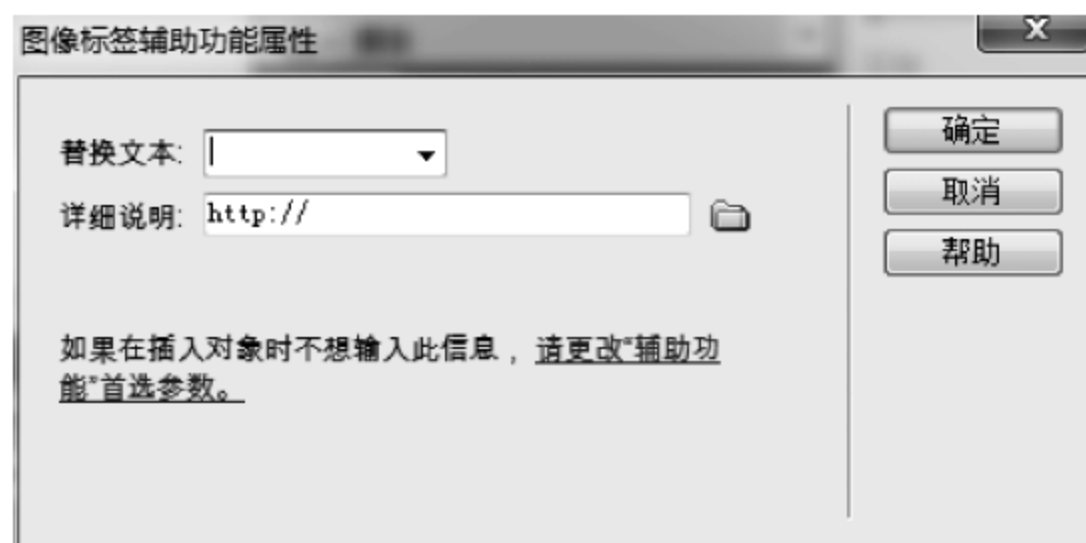 图像标签辅助功能属性
x
替换文本:
确定
详细说明: http://
取消
帮助
如果在插入对象时不想输入此信息，请更改"辅助功
能"首选参数。